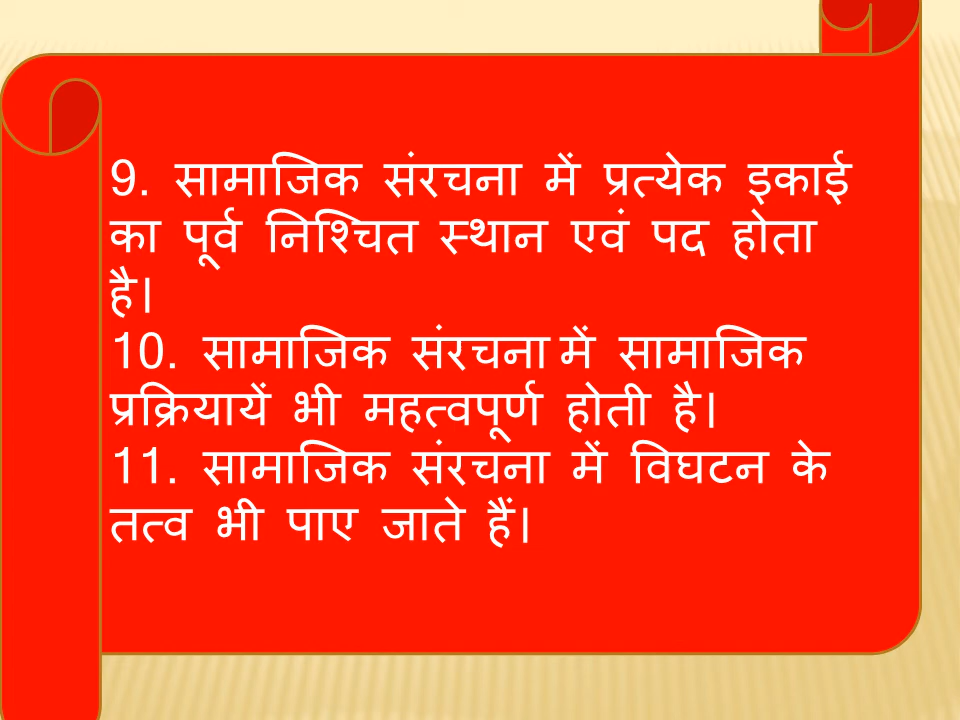 9. सामाजिक संरचना में प्रत्येक इकाई
का पूर्व निश्चित स्थान एवं पद होता
है।
10. सामाजिक संरचना में सामाजिक
प्रक्रियायें भी महत्वपूर्ण होती है।
11. सामाजिक संरचना में विघटन के
तत्व भी पाए जाते हैं।